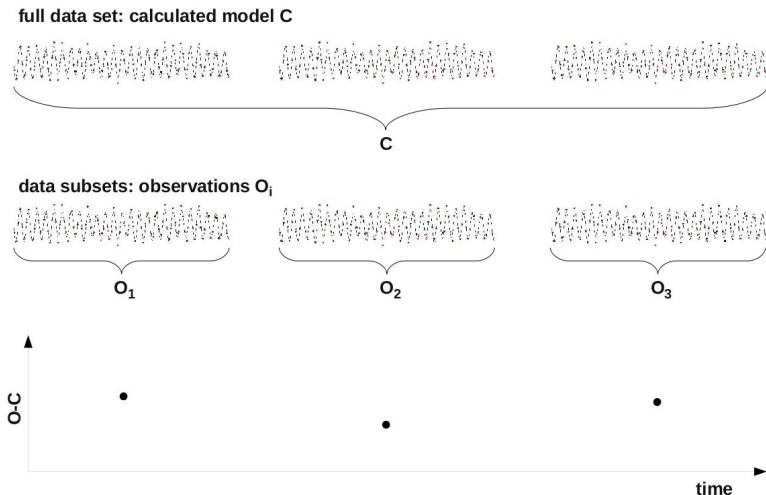 full data set: calculated model C
C
data subsets: observations Oi
O1 O2 O3
O-C
time